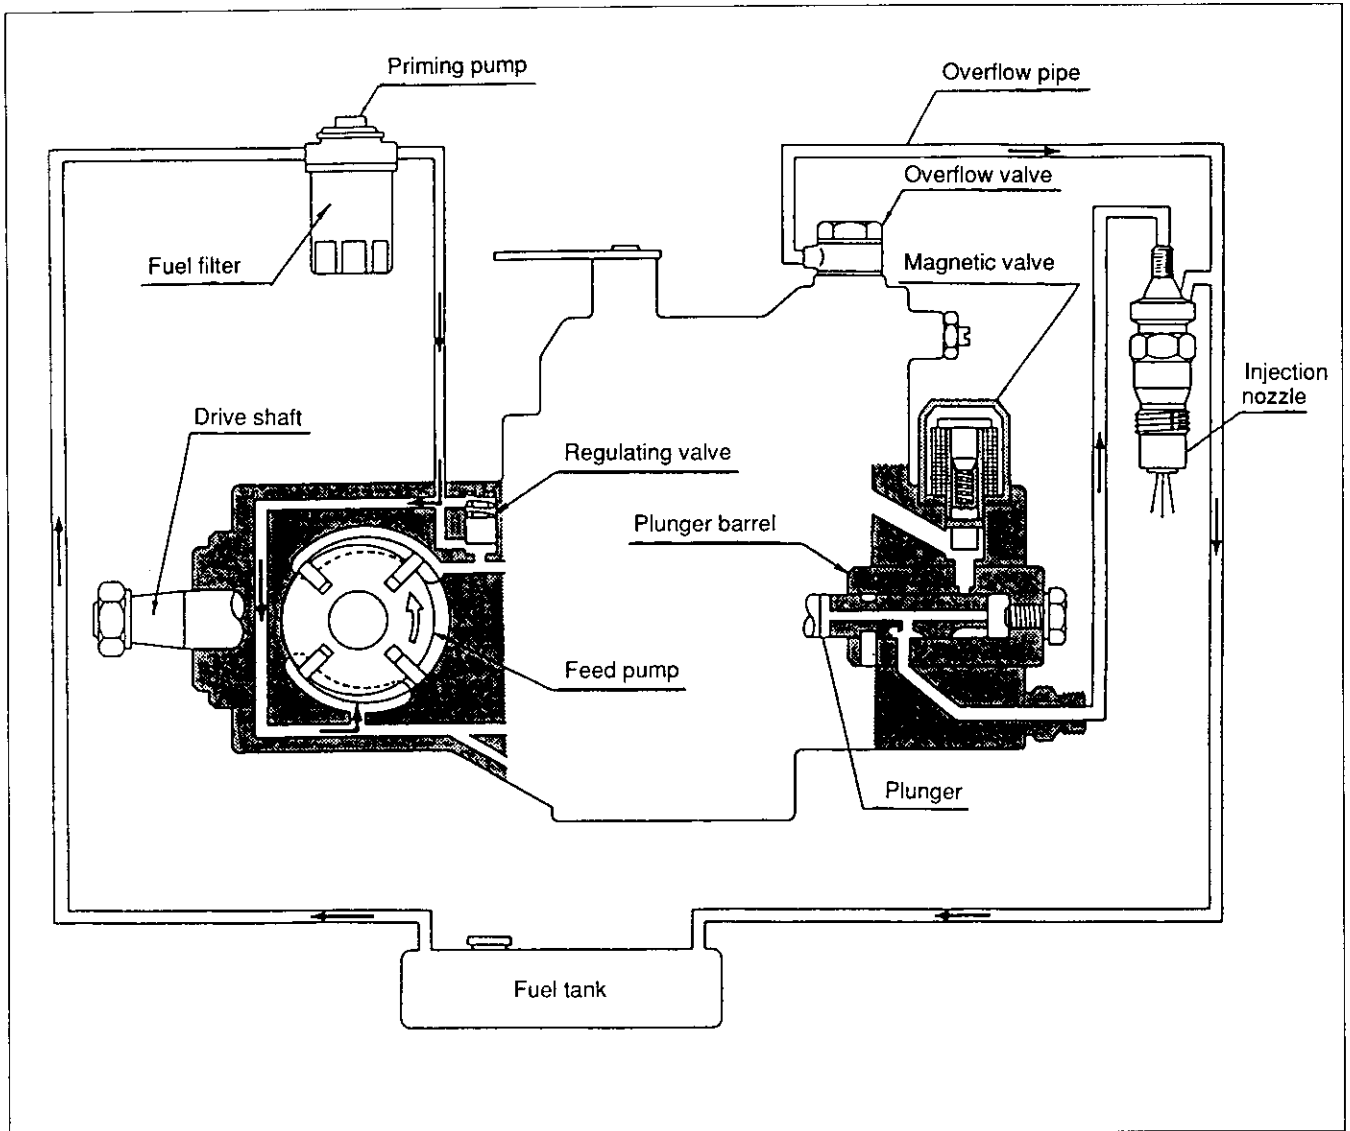 Priming pump
Overflow pipe
Overflow valve
Fuel filter
Magnetic valve
Injection
nozzle
Drive shaft
Regulating valve
Plunger barrel
Feed pump
Plunger
Fuel tank